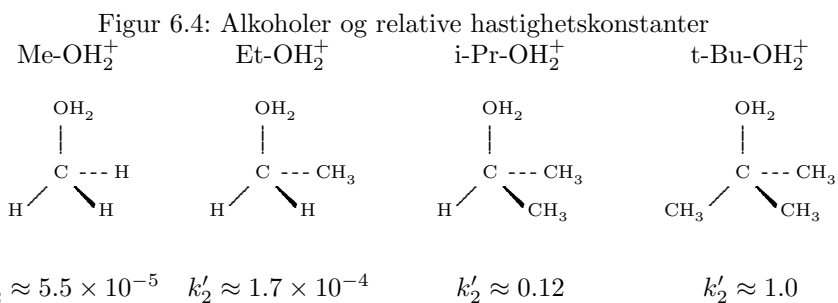 Figur 6.4: Alkoholer og relative hastighetskonstanter
Me-OH₂⁺ Et-OH₂⁺ i-Pr-OH₂⁺ t-Bu-OH₂⁺
OH₂ OH₂ OH₂ OH₂
C H C CH₃ C CH₃ C CH₃
H H H H H CH₃ CH₃ CH₃
≈ 5.5 × 10⁻⁵ k′₂ ≈ 1.7 × 10⁻⁴ k′₂ ≈ 0.12 k′₂ ≈ 1.0